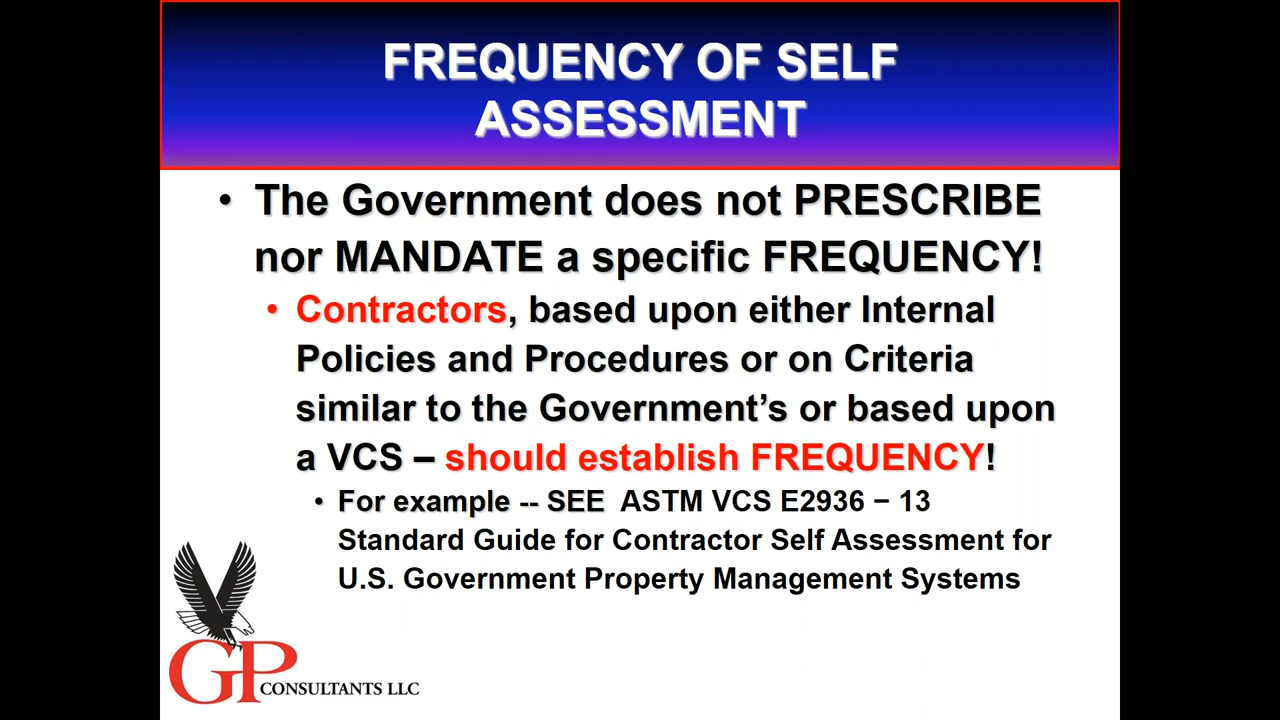 FREQUENCY OF SELF
ASSESSMENT
• The Government does not PRESCRIBE
nor MANDATE a specific FREQUENCY!
• Contractors, based upon either Internal
Policies and Procedures or on Criteria
similar to the Government’s or based upon
a VCS – should establish FREQUENCY!
• For example -- SEE ASTM VCS E2936 − 13
Standard Guide for Contractor Self Assessment for
U.S. Government Property Management Systems
GP
CONSULTANTS LLC